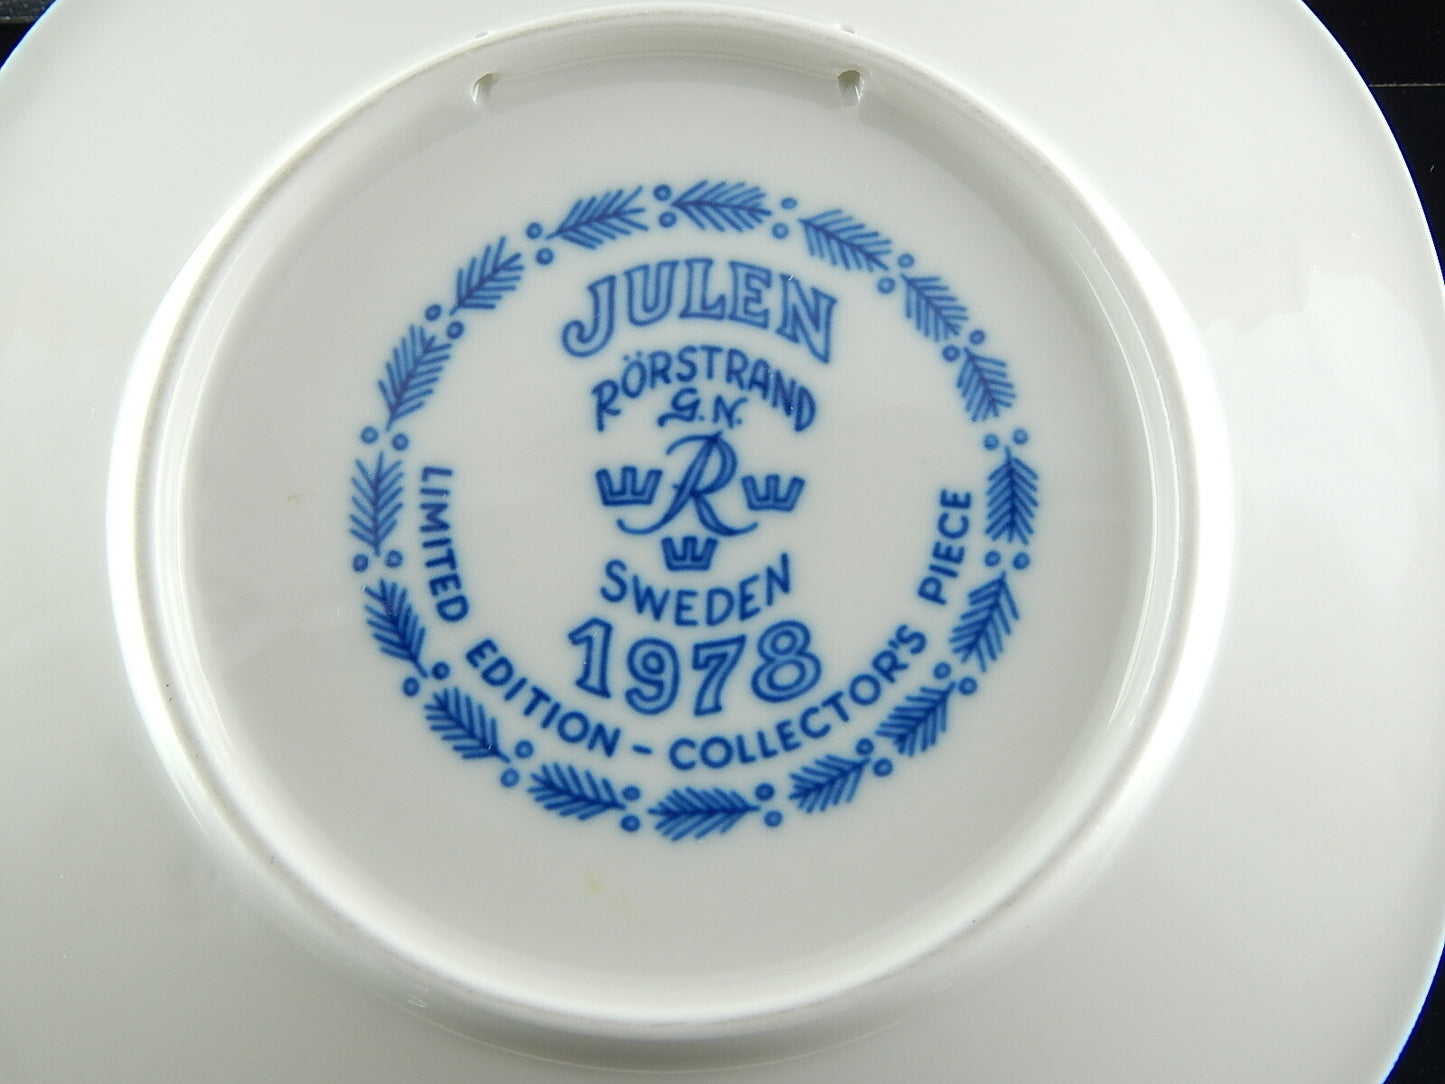 JULEN
RÖRSTRAND
G.N.
R
SWEDEN
1978
LIMITED EDITION - COLLECTOR'S PIECE